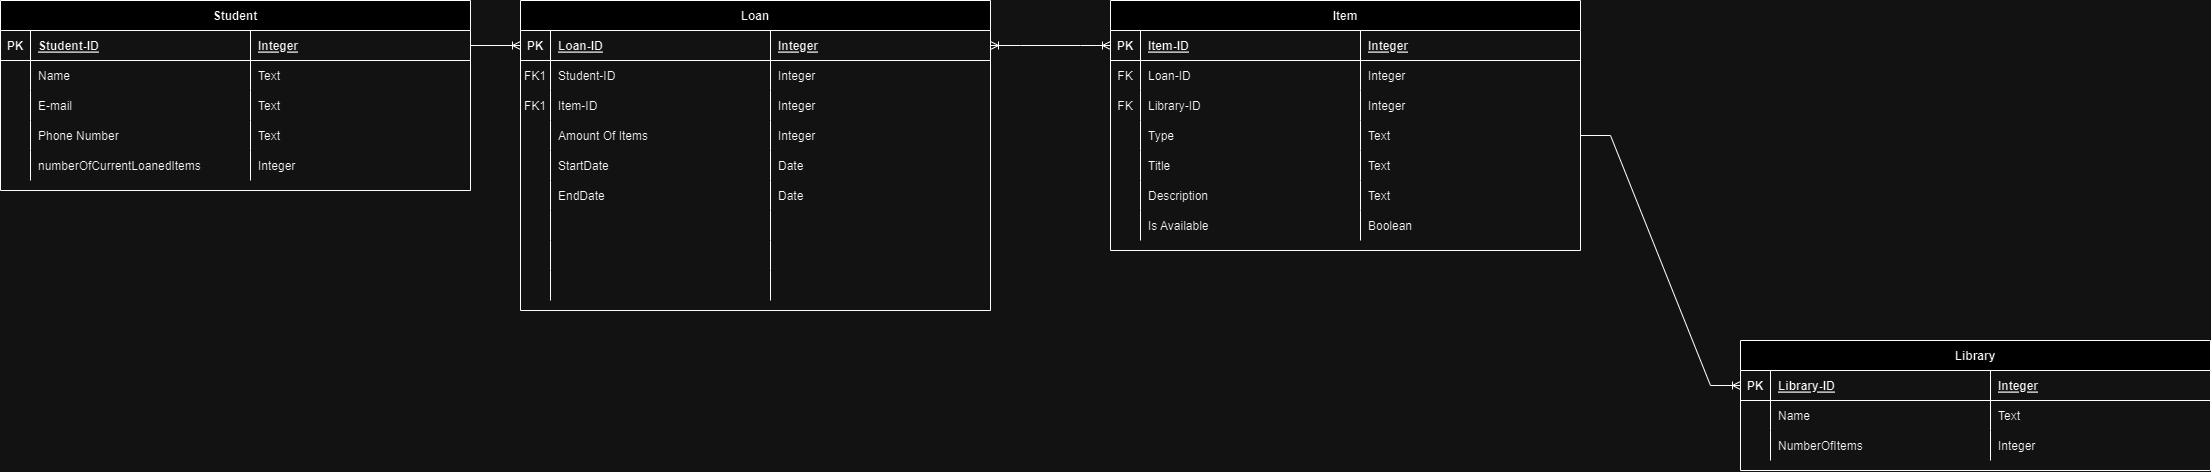 Student
PK Student-ID Integer
Name Text
E-mail Text
Phone Number Text
numberOfCurrentLoanedItems Integer
Loan
PK Loan-ID Integer
FK1 Student-ID Integer
FK1 Item-ID Integer
Amount Of Items Integer
StartDate Date
EndDate Date
Item
PK Item-ID Integer
FK Loan-ID Integer
FK Library-ID Integer
Type Text
Title Text
Description Text
Is Available Boolean
Library
PK Library-ID Integer
Name Text
NumberOfItems Integer